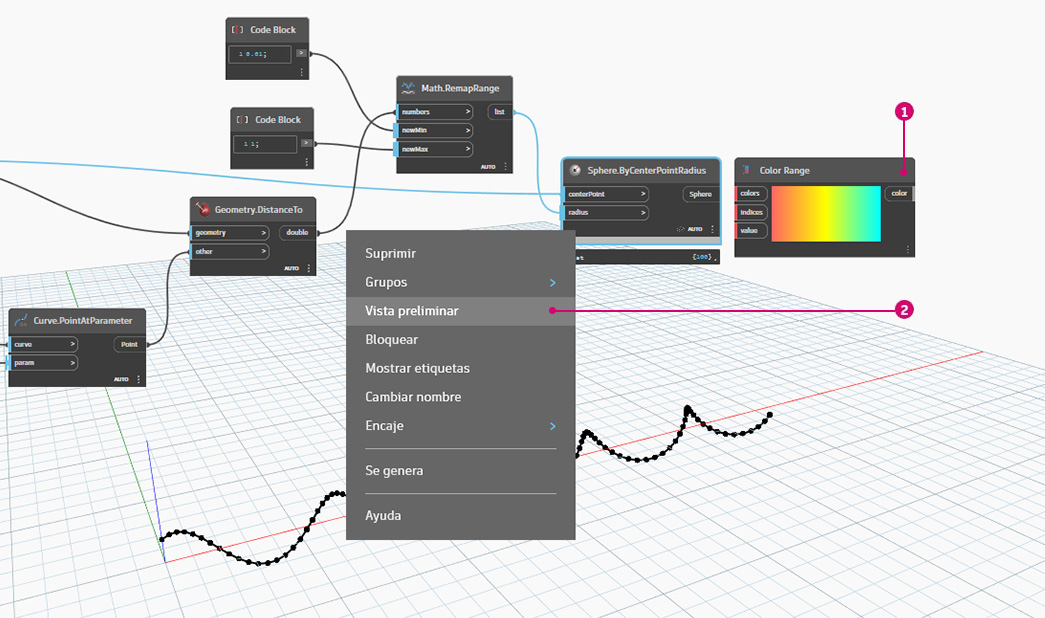 Code Block
1 0.01;
>
Code Block
1 1;
>
Math.RemapRange
numbers > list
newMin >
newMax >
AUTO
1
Sphere.ByCenterPointRadius
centerPoint > Sphere
radius >
AUTO
{100}
Color Range
colors color
indices
value
Geometry.DistanceTo
geometry > double
other >
AUTO
Curve.PointAtParameter
curve > Point
param >
AUTO
Suprimir
Grupos >
Vista preliminar
2
Bloquear
Mostrar etiquetas
Cambiar nombre
Encaje >
Se genera
Ayuda